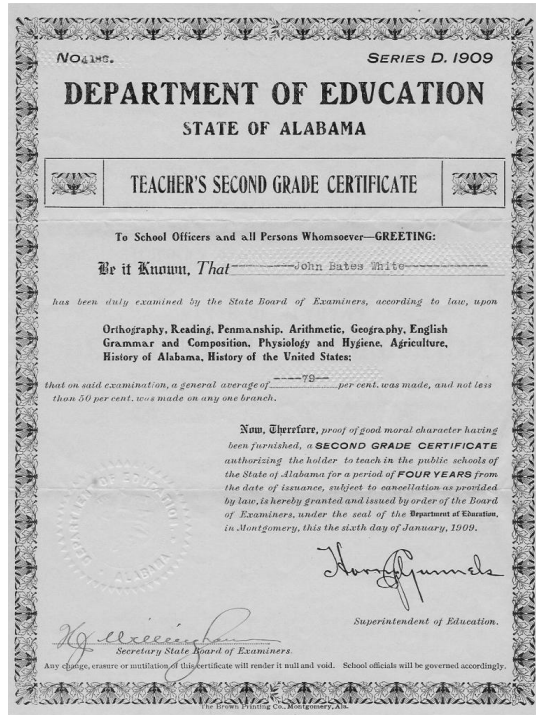 No 4186. SERIES D. 1909
DEPARTMENT OF EDUCATION
STATE OF ALABAMA
TEACHER'S SECOND GRADE CERTIFICATE
To School Officers and all Persons Whomsoever—GREETING:
Be it Known, That John Bates White
has been duly examined by the State Board of Examiners, according to law, upon
Orthography, Reading, Penmanship, Arithmetic, Geography, English
Grammar and Composition, Physiology and Hygiene, Agriculture,
History of Alabama, History of the United States;
that on said examination, a general average of ----79---- per cent. was made, and not less
than 50 per cent. was made on any one branch.
Now, Therefore, proof of good moral character having
been furnished, a SECOND GRADE CERTIFICATE
authorizing the holder to teach in the public schools of
the State of Alabama for a period of FOUR YEARS from
the date of issuance, subject to cancellation as provided
by law, is hereby granted and issued by order of the Board
of Examiners, under the seal of the Department of Education,
in Montgomery, this the sixth day of January, 1909.
Harry Gunnels
Superintendent of Education.
Secretary State Board of Examiners.
Any change, erasure or mutilation of this certificate will render it null and void. School officials will be governed accordingly.
The Brown Printing Co., Montgomery, Ala.
ALABAMA